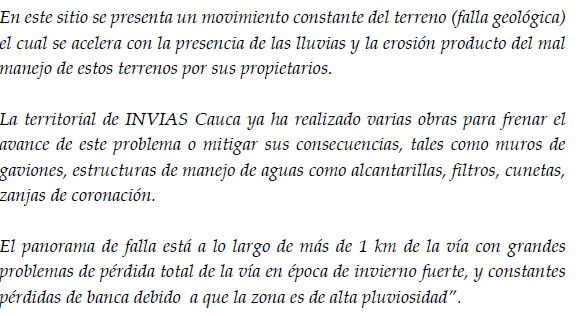 En este sitio se presenta un movimiento constante del terreno (falla geológica)
el cual se acelera con la presencia de las lluvias y la erosión producto del mal
manejo de estos terrenos por sus propietarios.
La territorial de INVIAS Cauca ya ha realizado varias obras para frenar el
avance de este problema o mitigar sus consecuencias, tales como muros de
gaviones, estructuras de manejo de aguas como alcantarillas, filtros, cunetas,
zanjas de coronación.
El panorama de falla está a lo largo de más de 1 km de la vía con grandes
problemas de pérdida total de la vía en época de invierno fuerte, y constantes
pérdidas de banca debido  a que la zona es de alta pluviosidad”.